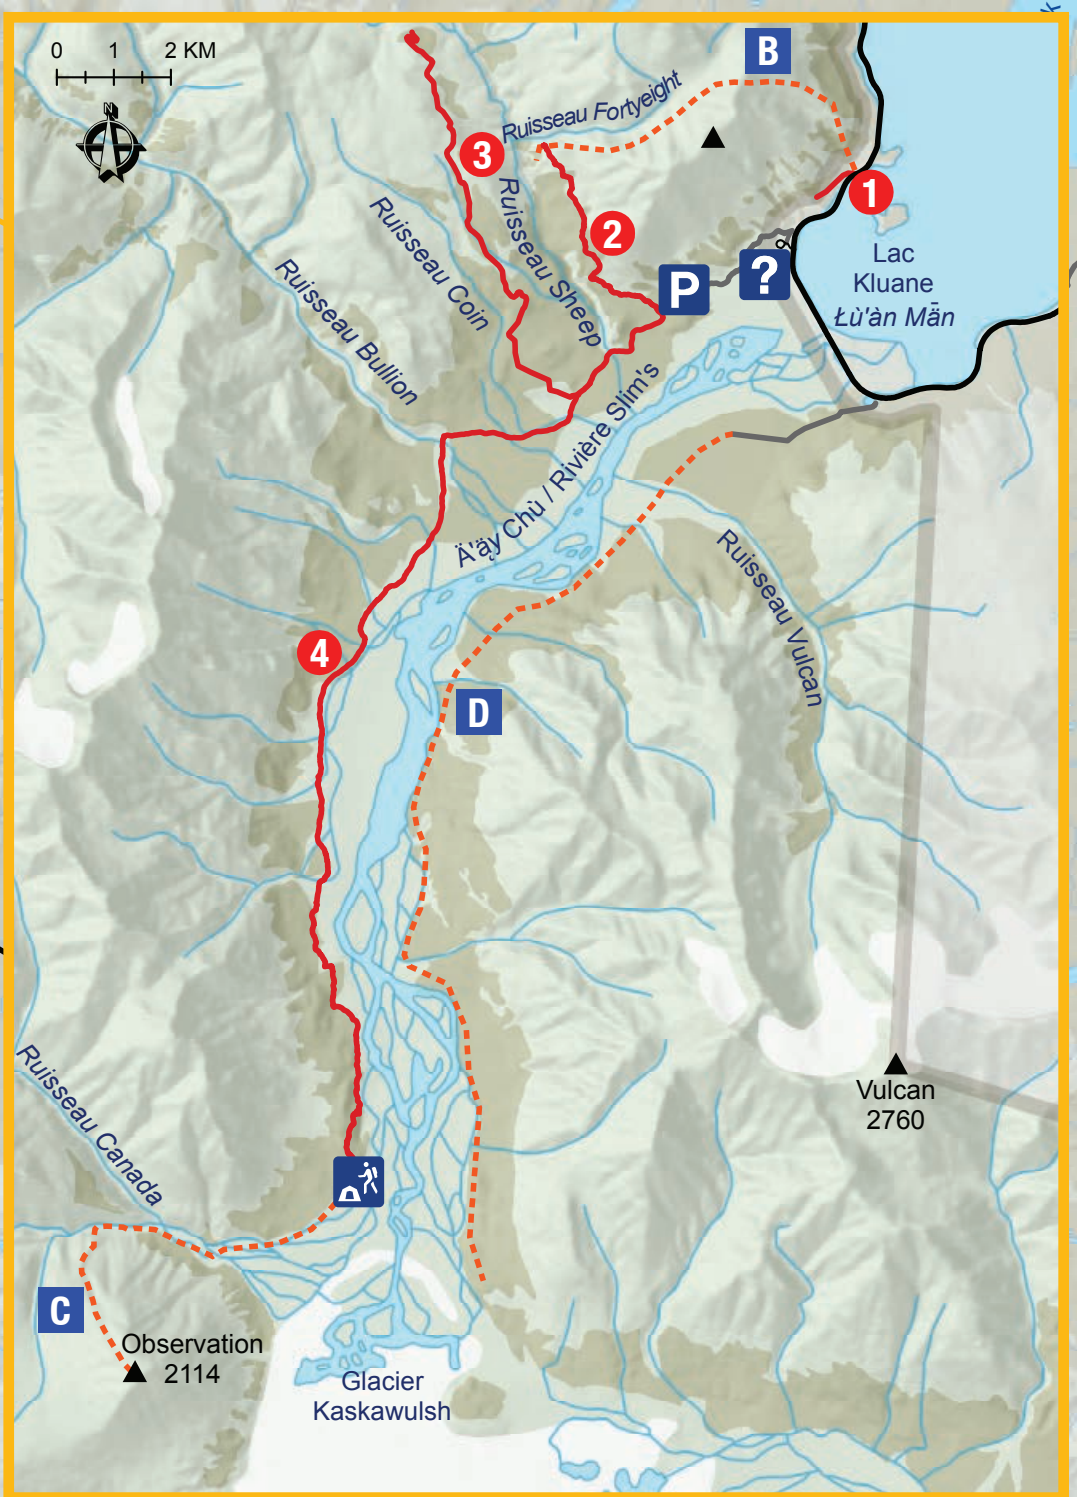 0 1 2 KM
N
B
Ruisseau Fortyeight
3
1
Ruisseau Sheep
2
Ruisseau Coin
Lac
Kluane
Łù'àn Mān
P
?
Ruisseau Bullion
Ä'äy Chù / Rivière Slim's
Ruisseau Vulcan
4
D
Vulcan
2760
Ruisseau Canada
C
Observation
2114
Glacier
Kaskawulsh